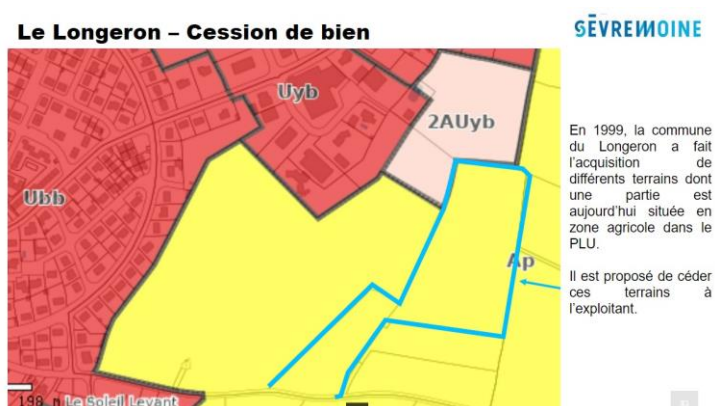 Le Longeron – Cession de bien
SÈVREMOINE
Uyb
2AUyb
Ubb
Ap
En 1999, la commune
du Longeron a fait
l'acquisition de
différents terrains dont
une partie est
aujourd'hui située en
zone agricole dans le
PLU.
Il est proposé de céder
ces terrains à
l'exploitant.
198 m Le Soleil Levant